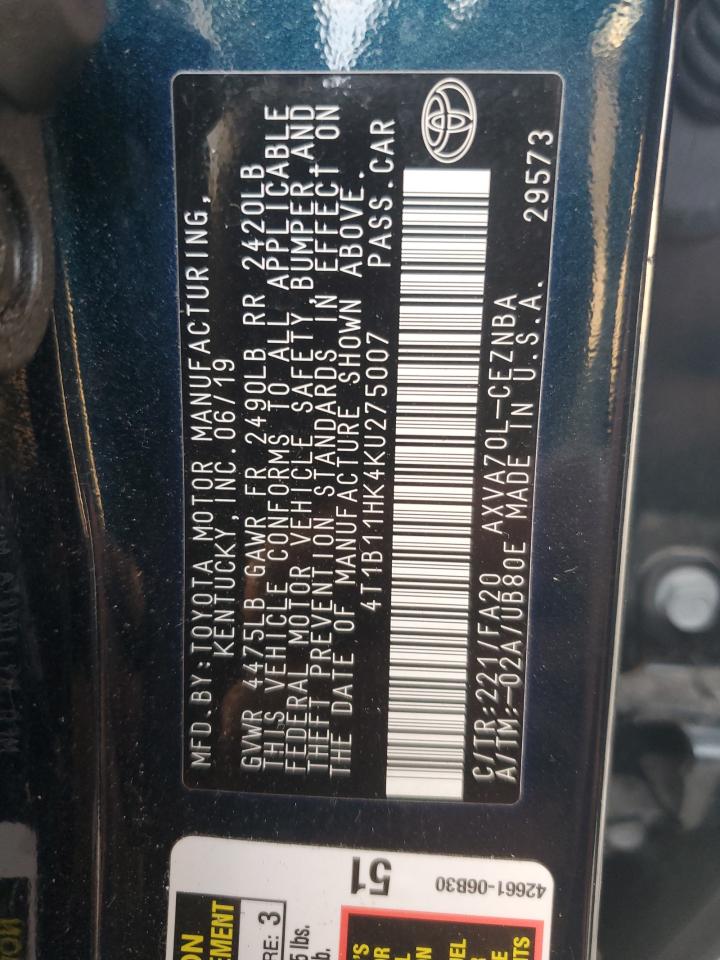 MFD. BY: TOYOTA MOTOR MANUFACTURING,
KENTUCKY, INC. 06/19
GVWR 4475LB GAWR FR 2490LB RR 2420LB
THIS VEHICLE CONFORMS TO ALL APPLICABLE
FEDERAL MOTOR VEHICLE SAFETY, BUMPER, AND
THEFT PREVENTION STANDARDS IN EFFECT ON
THE DATE OF MANUFACTURE SHOWN ABOVE.
4T1B11HK4KU275007 PASS.CAR
C/TR:221/FA20 AXVA70L-CEZNBA
A/TM:-02A/UB80E MADE IN U.S.A. 29573
51
42661-06B30
3
lbs.